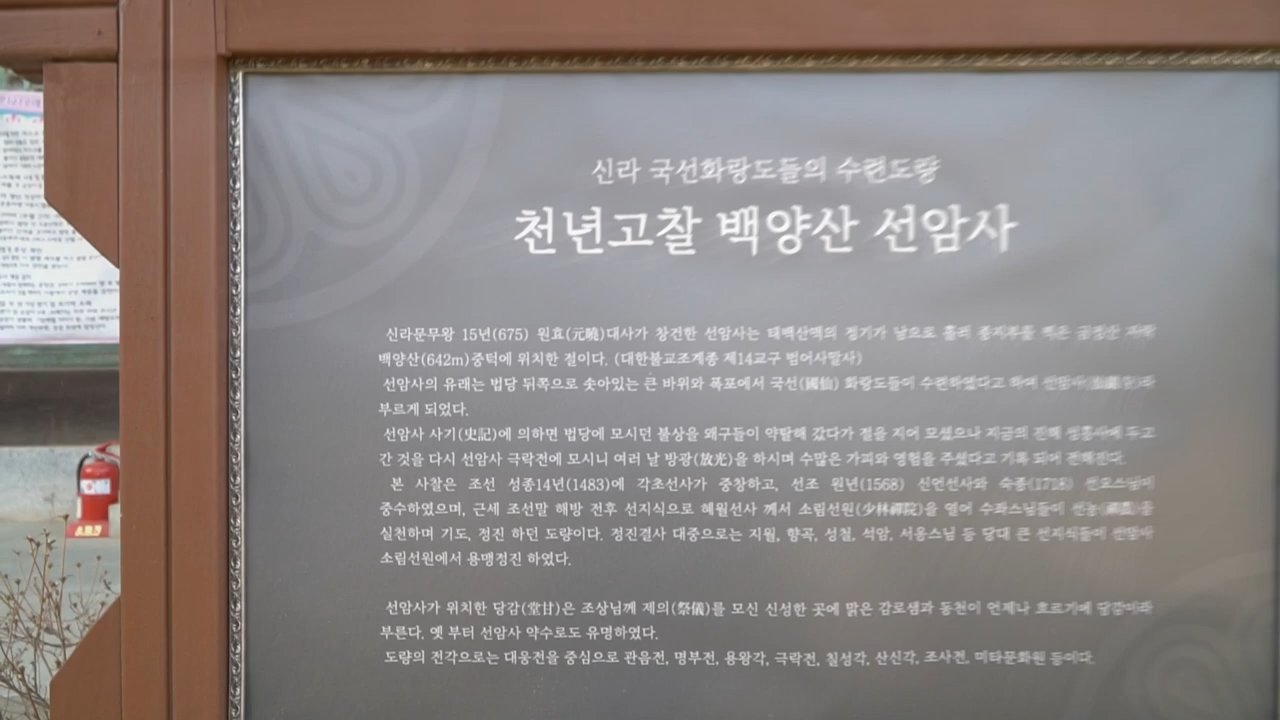 신라 국선화랑도들의 수련도량
천년고찰 백양산 선암사
신라문무왕 15년(675) 원효(元曉)대사가 창건한 선암사는 태백산맥의 정기가 남으로 흘러 종지부를 찍은 금정산
백양산(642m)중턱에 위치한 절이다. (대한불교조계종 제14교구 범어사말사)
선암사의 유래는 법당 뒤쪽으로 솟아있는 큰 바위와 폭포에서 국선(國仙) 화랑도들이 수련하였다고 하여
부르게 되었다.
선암사 사기(史記)에 의하면 법당에 모시던 불상을 왜구들이 약탈해 갔다가 절을 지어 모셨으나 지금의 진해 성흥사에 두고
간 것을 다시 선암사 극락전에 모시니 여러 날 방광(放光)을 하시며 수많은 가피와 영험을 주셨다고 기록 되어 전해진다.
본 사찰은 조선 성종14년(1483)에 각초선사가 중창하고, 선조 원년(1568) 신연선사와 숙종(1718)
중수하였으며, 근세 조선말 해방 전후 선지식으로 혜월선사 께서 소림선원(少林禪院)을 열어 수좌스님들이
실천하며 기도, 정진 하던 도량이다. 정진결사 대중으로는 지월, 향곡, 성철, 석암, 서옹스님 등 당대 큰 선지식들이 선암사
소림선원에서 용맹정진 하였다.
선암사가 위치한 당감(堂甘)은 조상님께 제의(祭儀)를 모신 신성한 곳에 맑은 감로샘과 동천이 언제나 흐르기에 당감이라
부른다. 옛 부터 선암사 약수로도 유명하였다.
도량의 전각으로는 대웅전을 중심으로 관음전, 명부전, 용왕각, 극락전, 칠성각, 산신각, 조사전, 미타문화원 등이다.